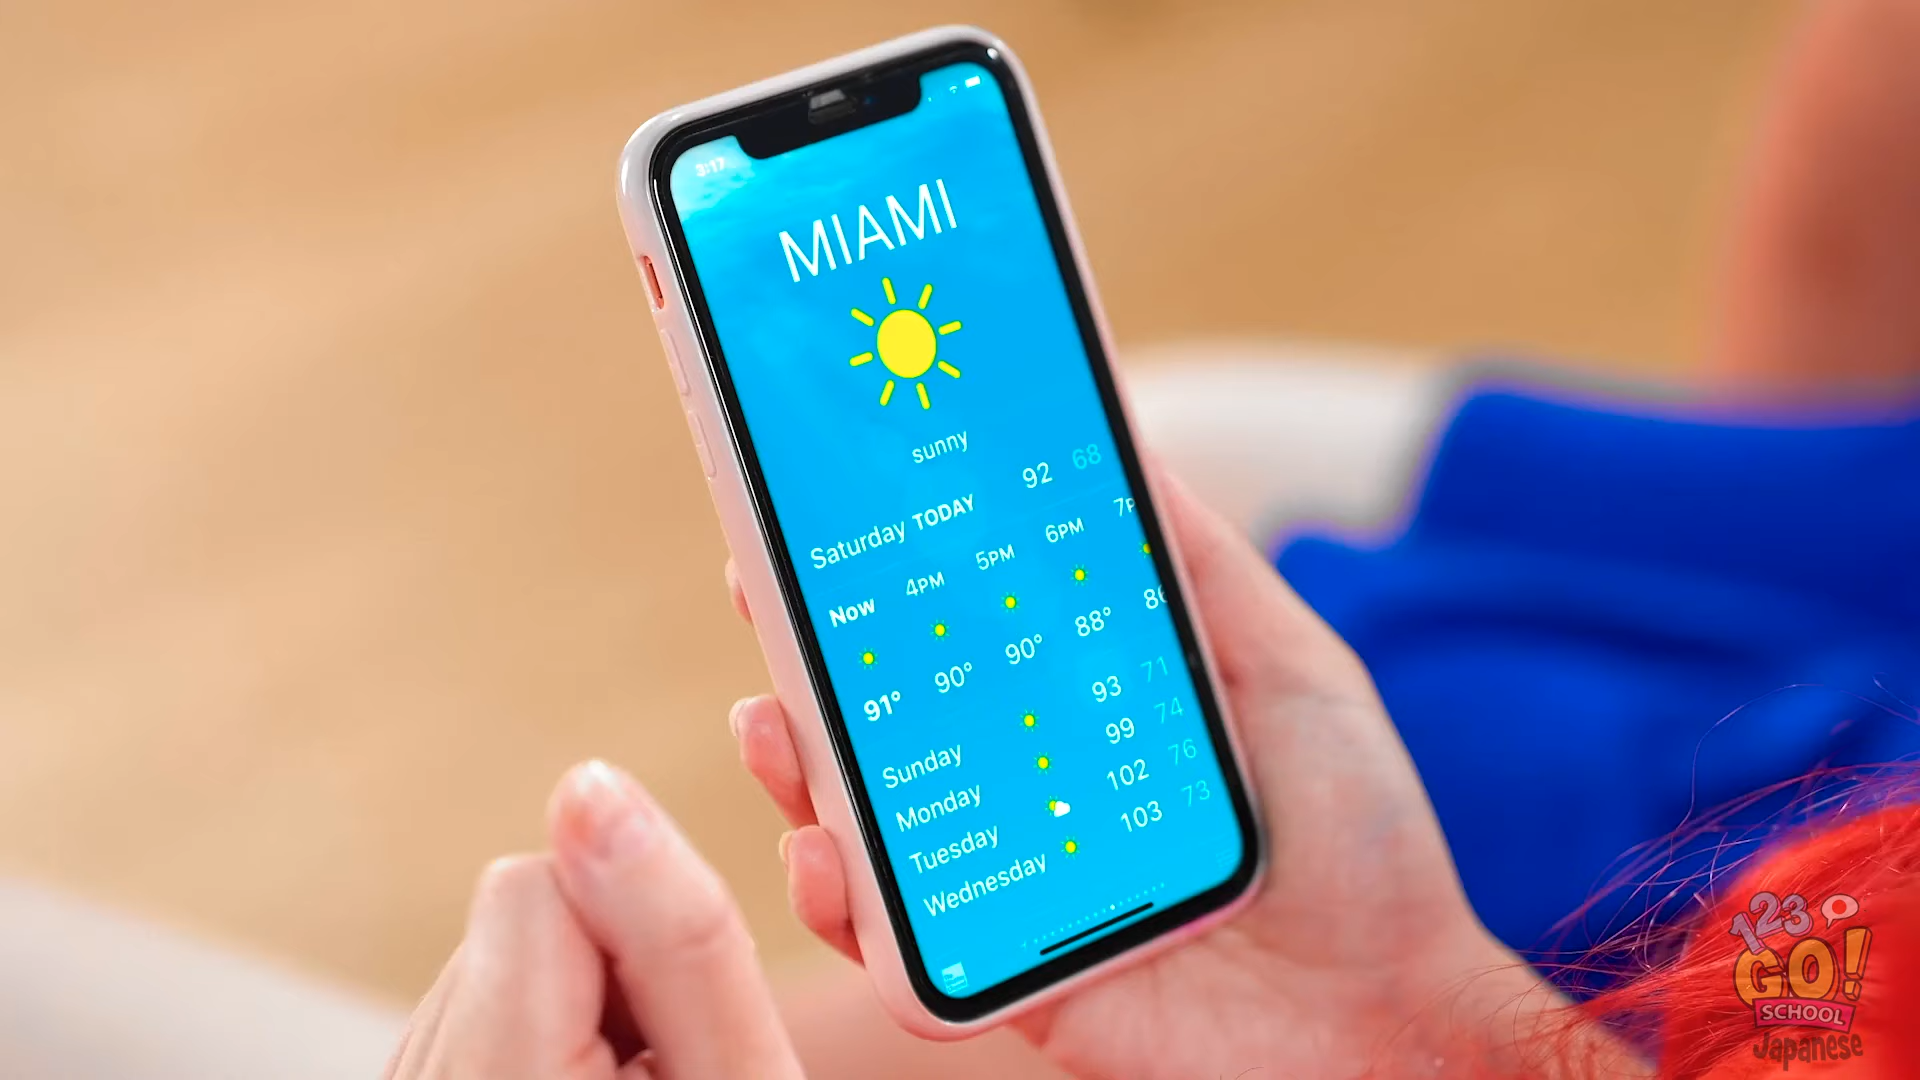 3:17
MIAMI
sunny
Saturday TODAY 92 68
Now 4PM 5PM 6PM
91° 90° 90° 88° 86
Sunday 93 71
Monday 99 74
Tuesday 102 76
Wednesday 103 73
123
GO!
SCHOOL
Japanese